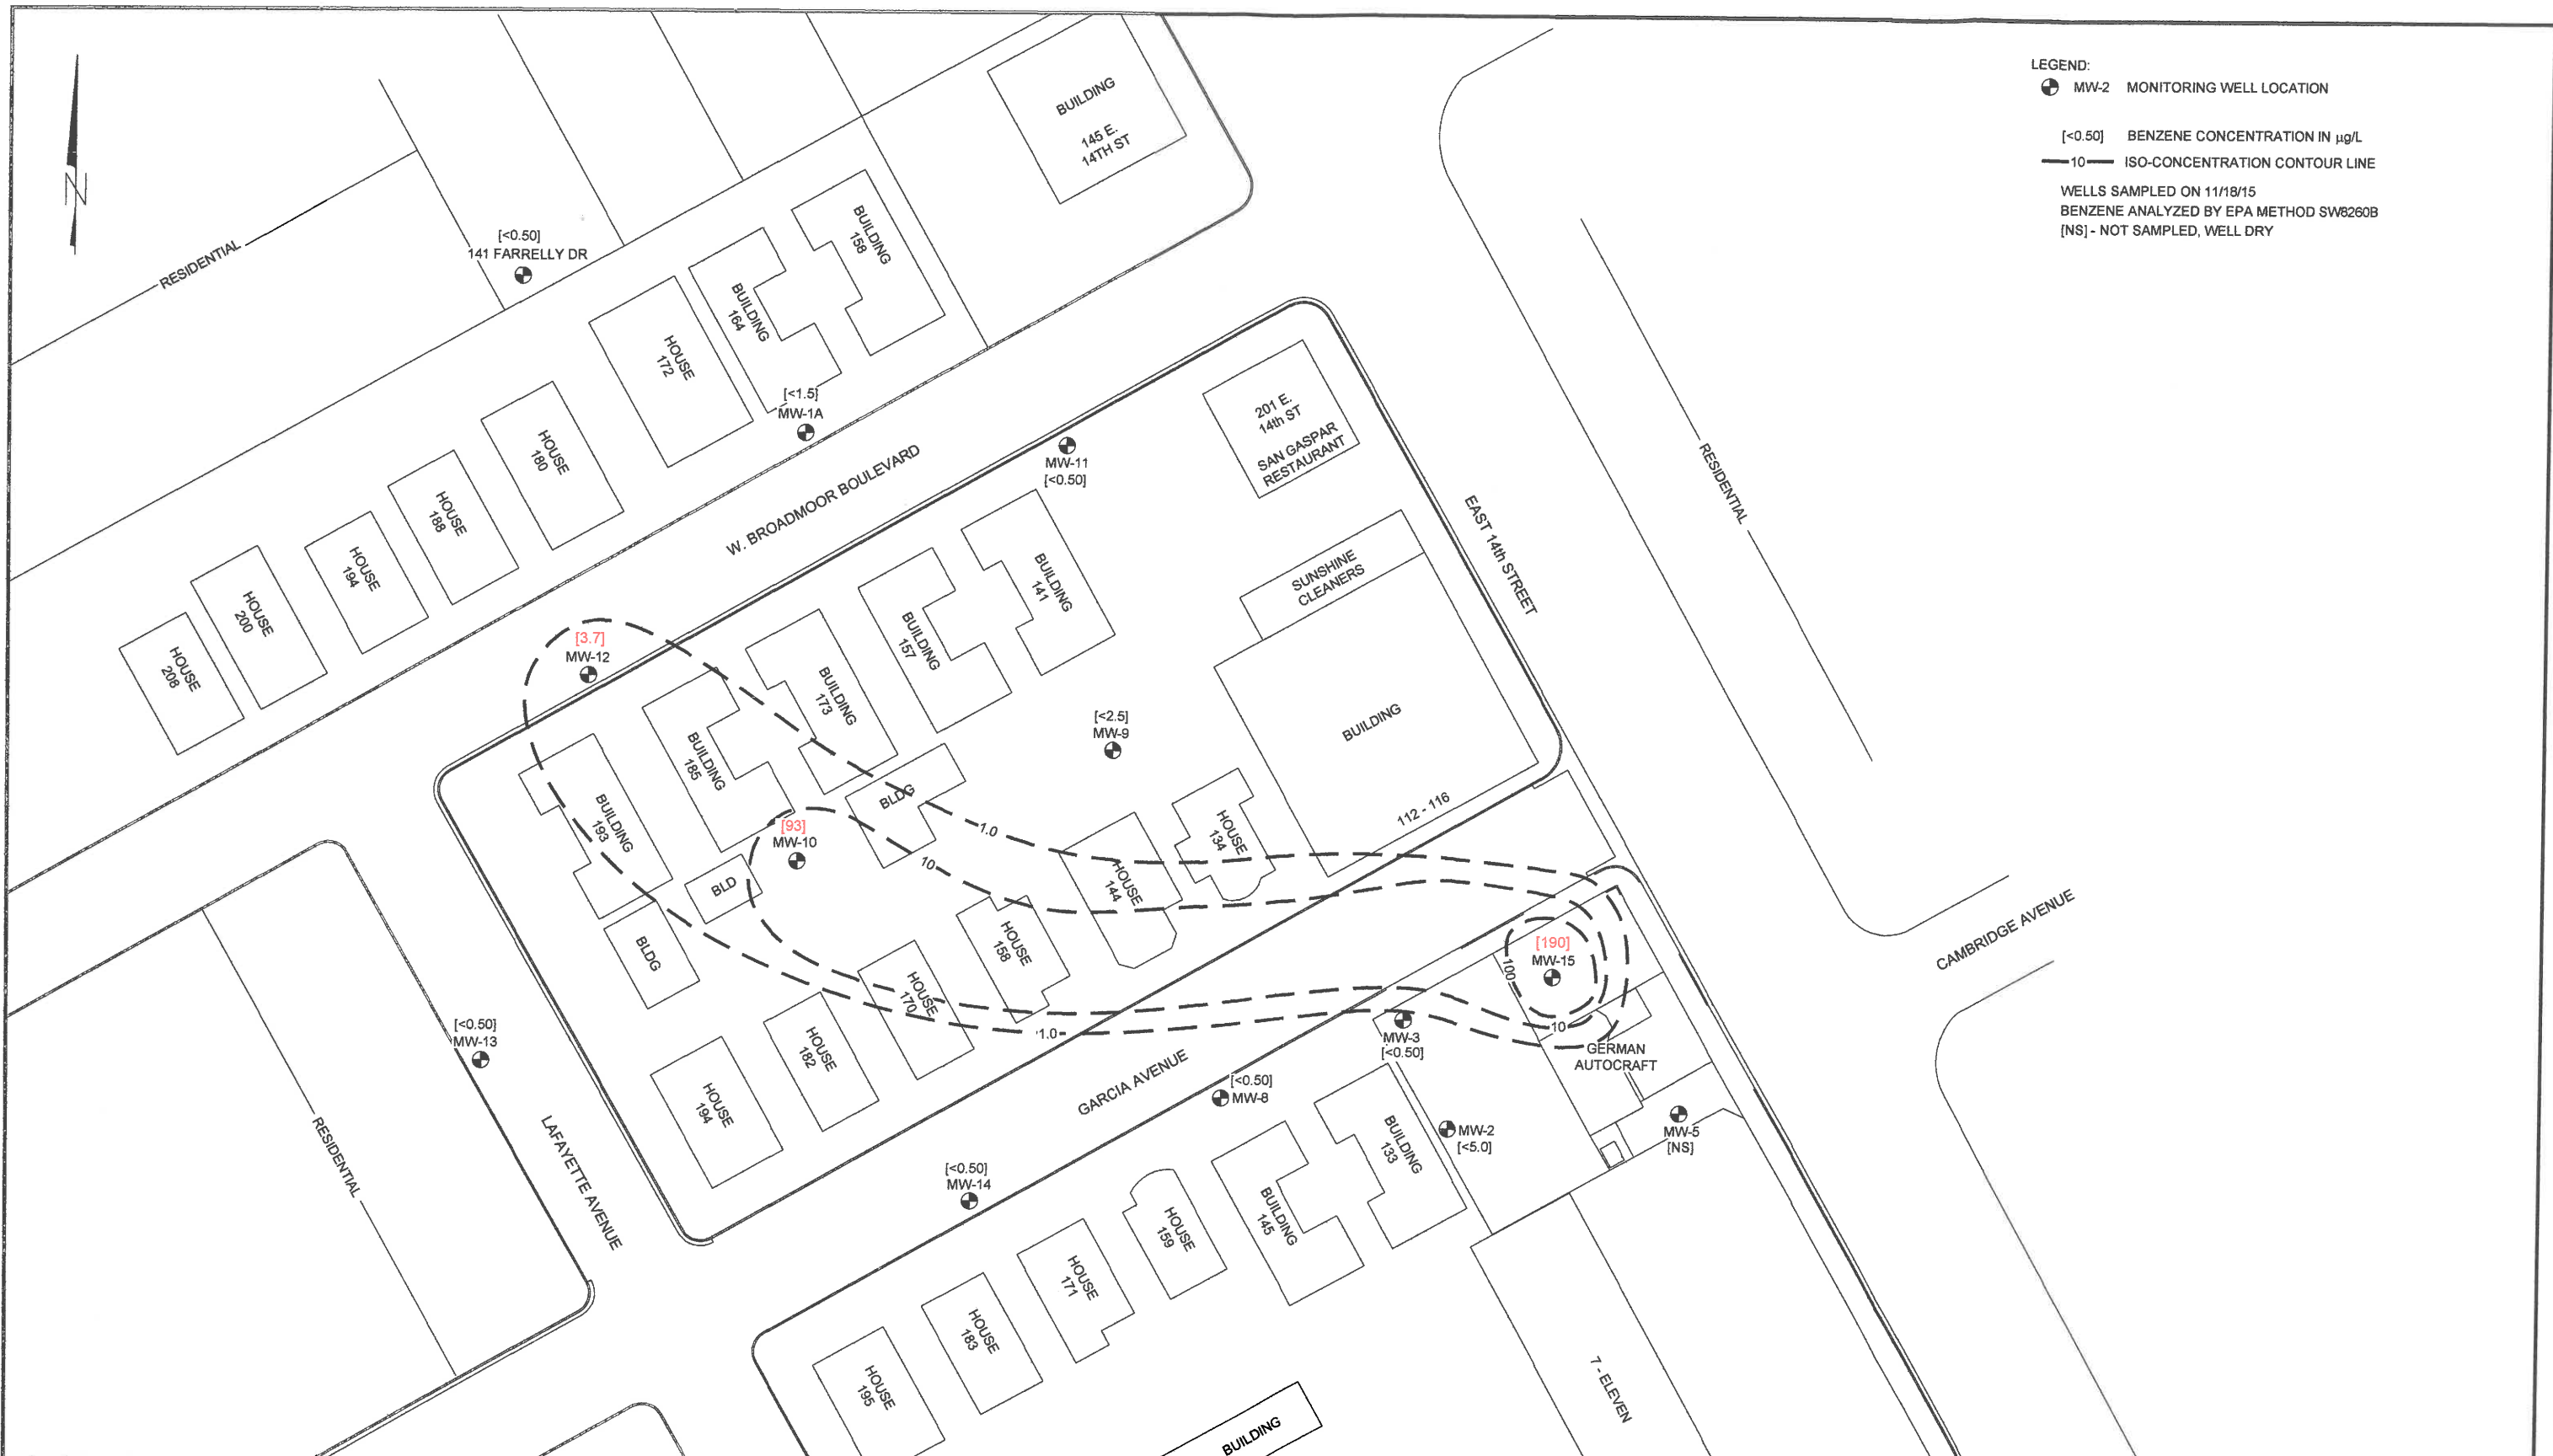 N
LEGEND:
MW-2 MONITORING WELL LOCATION
[<0.50] BENZENE CONCENTRATION IN µg/L
10 ISO-CONCENTRATION CONTOUR LINE
WELLS SAMPLED ON 11/18/15
BENZENE ANALYZED BY EPA METHOD SW8260B
[NS] - NOT SAMPLED, WELL DRY
BUILDING
145 E.
14TH ST
RESIDENTIAL
[<0.50]
141 FARRELLY DR
BUILDING
158
BUILDING
164
HOUSE
172
HOUSE
180
HOUSE
188
HOUSE
194
HOUSE
200
HOUSE
208
[<1.5]
MW-1A
W. BROADMOOR BOULEVARD
MW-11
[<0.50]
201 E.
14th ST
SAN GASPAR
RESTAURANT
EAST 14th STREET
RESIDENTIAL
SUNSHINE
CLEANERS
BUILDING
112 - 116
BUILDING
141
BUILDING
157
BUILDING
173
BUILDING
185
BUILDING
193
[3.7]
MW-12
[<2.5]
MW-9
BLDG
[93]
MW-10
BLD
BLDG
1.0
10
HOUSE
134
HOUSE
144
HOUSE
158
HOUSE
170
HOUSE
182
HOUSE
194
1.0
[190]
MW-15
100
10
GERMAN
AUTOCRAFT
CAMBRIDGE AVENUE
MW-3
[<0.50]
[<0.50]
MW-8
MW-2
[<5.0]
MW-5
[NS]
GARCIA AVENUE
[<0.50]
MW-13
LAFAYETTE AVENUE
RESIDENTIAL
[<0.50]
MW-14
BUILDING
133
BUILDING
145
HOUSE
159
HOUSE
171
HOUSE
183
HOUSE
195
7 - ELEVEN
BUILDING